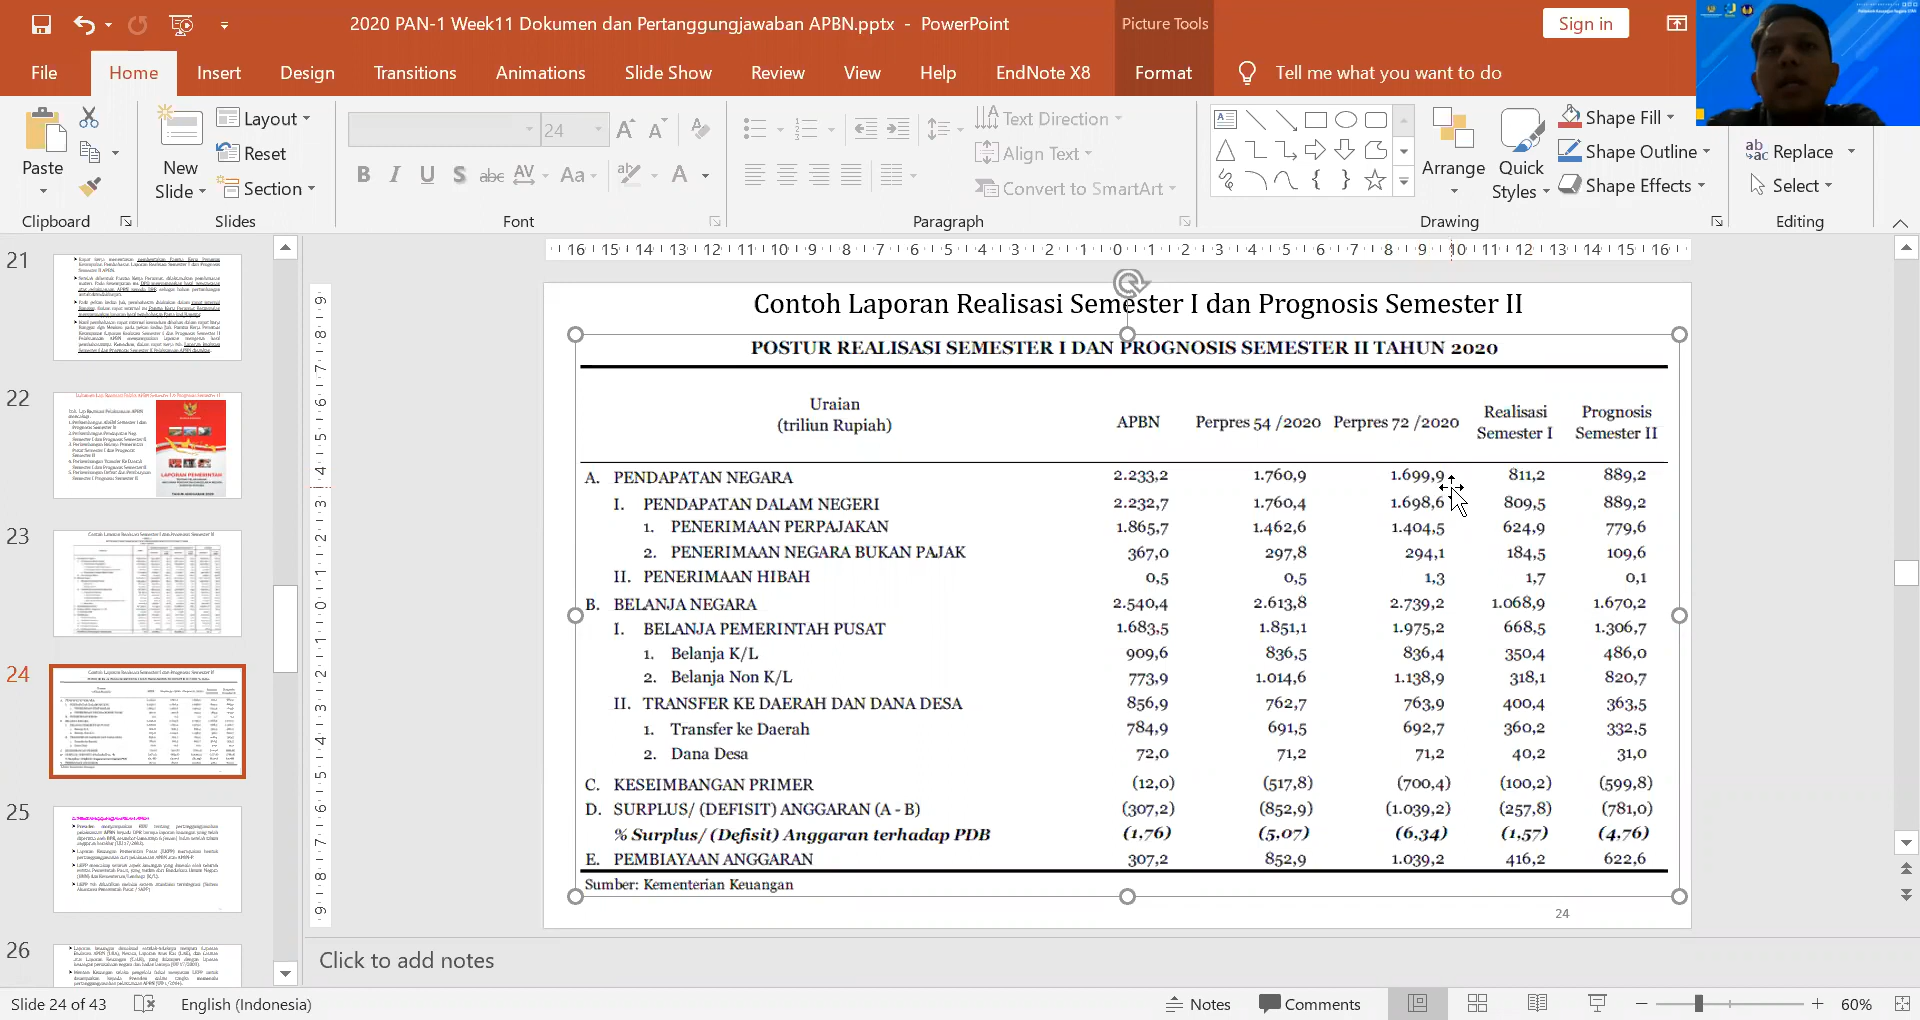 2020 PAN-1 Week11 Dokumen dan Pertanggungjawaban APBN.pptx - PowerPoint
Picture Tools
Sign in
File Home Insert Design Transitions Animations Slide Show Review View Help EndNote X8 Format Tell me what you want to do
Paste
Clipboard
New Slide
Layout
Reset
Section
Slides
24
Font
Text Direction
Align Text
Convert to SmartArt
Paragraph
Arrange
Quick Styles
Shape Fill
Shape Outline
Shape Effects
Drawing
Replace
Select
Editing
21
22
23
24
25
26
Contoh Laporan Realisasi Semester I dan Prognosis Semester II
POSTUR REALISASI SEMESTER I DAN PROGNOSIS SEMESTER II TAHUN 2020
Uraian (triliun Rupiah) APBN Perpres 54 /2020 Perpres 72 /2020 Realisasi Semester I Prognosis Semester II
A. PENDAPATAN NEGARA 2.233,2 1.760,9 1.699,9 811,2 889,2
I. PENDAPATAN DALAM NEGERI 2.232,7 1.760,4 1.698,6 809,5 889,2
1. PENERIMAAN PERPAJAKAN 1.865,7 1.462,6 1.404,5 624,9 779,6
2. PENERIMAAN NEGARA BUKAN PAJAK 367,0 297,8 294,1 184,5 109,6
II. PENERIMAAN HIBAH 0,5 0,5 1,3 1,7 0,1
B. BELANJA NEGARA 2.540,4 2.613,8 2.739,2 1.068,9 1.670,2
I. BELANJA PEMERINTAH PUSAT 1.683,5 1.851,1 1.975,2 668,5 1.306,7
1. Belanja K/L 909,6 836,5 836,4 350,4 486,0
2. Belanja Non K/L 773,9 1.014,6 1.138,9 318,1 820,7
II. TRANSFER KE DAERAH DAN DANA DESA 856,9 762,7 763,9 400,4 363,5
1. Transfer ke Daerah 784,9 691,5 692,7 360,2 332,5
2. Dana Desa 72,0 71,2 71,2 40,2 31,0
C. KESEIMBANGAN PRIMER (12,0) (517,8) (700,4) (100,2) (599,8)
D. SURPLUS/ (DEFISIT) ANGGARAN (A - B) (307,2) (852,9) (1.039,2) (257,8) (781,0)
% Surplus/ (Defisit) Anggaran terhadap PDB (1,76) (5,07) (6,34) (1,57) (4,76)
E. PEMBIAYAAN ANGGARAN 307,2 852,9 1.039,2 416,2 622,6
Sumber: Kementerian Keuangan
24
Click to add notes
Slide 24 of 43 English (Indonesia) Notes Comments 60%